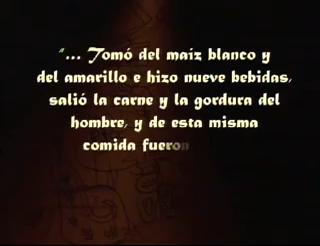 "... Tomó del maíz blanco y
del amarillo e hizo nueve bebidas,
salió la carne y la gordura del
hombre, y de esta misma
comida fueron